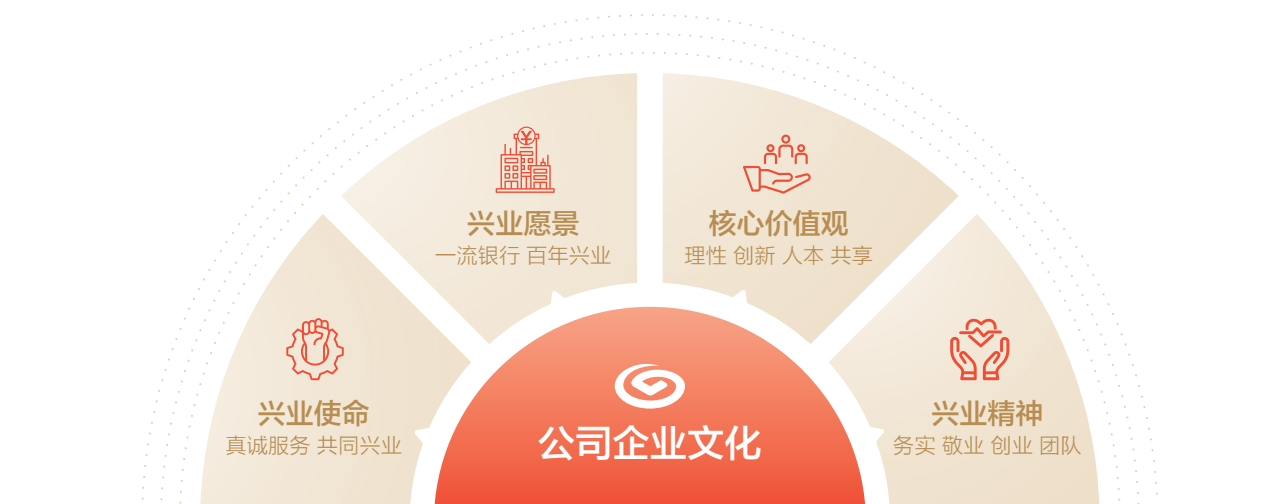 兴业愿景
一流银行 百年兴业
核心价值观
理性 创新 人本 共享
兴业使命
真诚服务 共同兴业
兴业精神
务实 敬业 创业 团队
公司企业文化